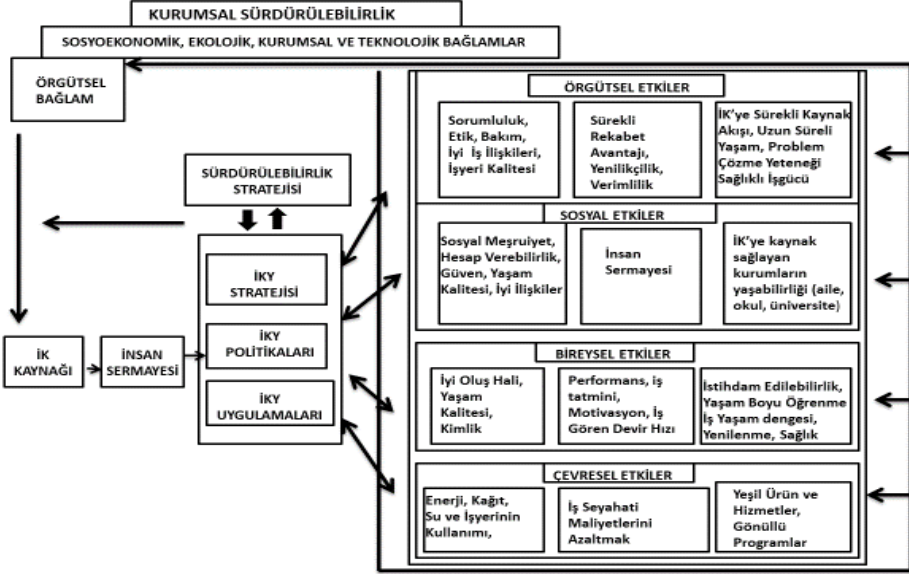 KURUMSAL SÜRDÜRÜLEBİLİRLİK
SOSYOEKONOMİK, EKOLOJİK, KURUMSAL VE TEKNOLOJİK BAĞLAMLAR
ÖRGÜTSEL
BAĞLAM
SÜRDÜRÜLEBİLİRLİK
STRATEJİSİ
İKY
STRATEJİSİ
İKY
POLİTİKALARI
İKY
UYGULAMALARI
İK
KAYNAĞI
İNSAN
SERMAYESİ
ÖRGÜTSEL ETKİLER
Sorumluluk,
Etik, Bakım,
İyi İş İlişkileri,
İşyeri Kalitesi
Sürekli
Rekabet
Avantajı,
Yenilikçilik,
Verimlilik
İK'ye Sürekli Kaynak
Akışı, Uzun Süreli
Yaşam, Problem
Çözme Yeteneği
Sağlıklı İşgücü
SOSYAL ETKİLER
Sosyal Meşruiyet,
Hesap Verebilirlik,
Güven, Yaşam
Kalitesi, İyi İlişkiler
İnsan
Sermayesi
İK'ye kaynak
sağlayan
kurumların
yaşabilirliği (aile,
okul, üniversite)
BİREYSEL ETKİLER
İyi Oluş Hali,
Yaşam
Kalitesi,
Kimlik
Performans, iş
tatmini,
Motivasyon, İş
Gören Devir Hızı
İstihdam Edilebilirlik,
Yaşam Boyu Öğrenme
İş Yaşam dengesi,
Yenilenme, Sağlık
ÇEVRESEL ETKİLER
Enerji, Kağıt,
Su ve İşyerinin
Kullanımı,
İş Seyahati
Maliyetlerini
Azaltmak
Yeşil Ürün ve
Hizmetler,
Gönüllü
Programlar